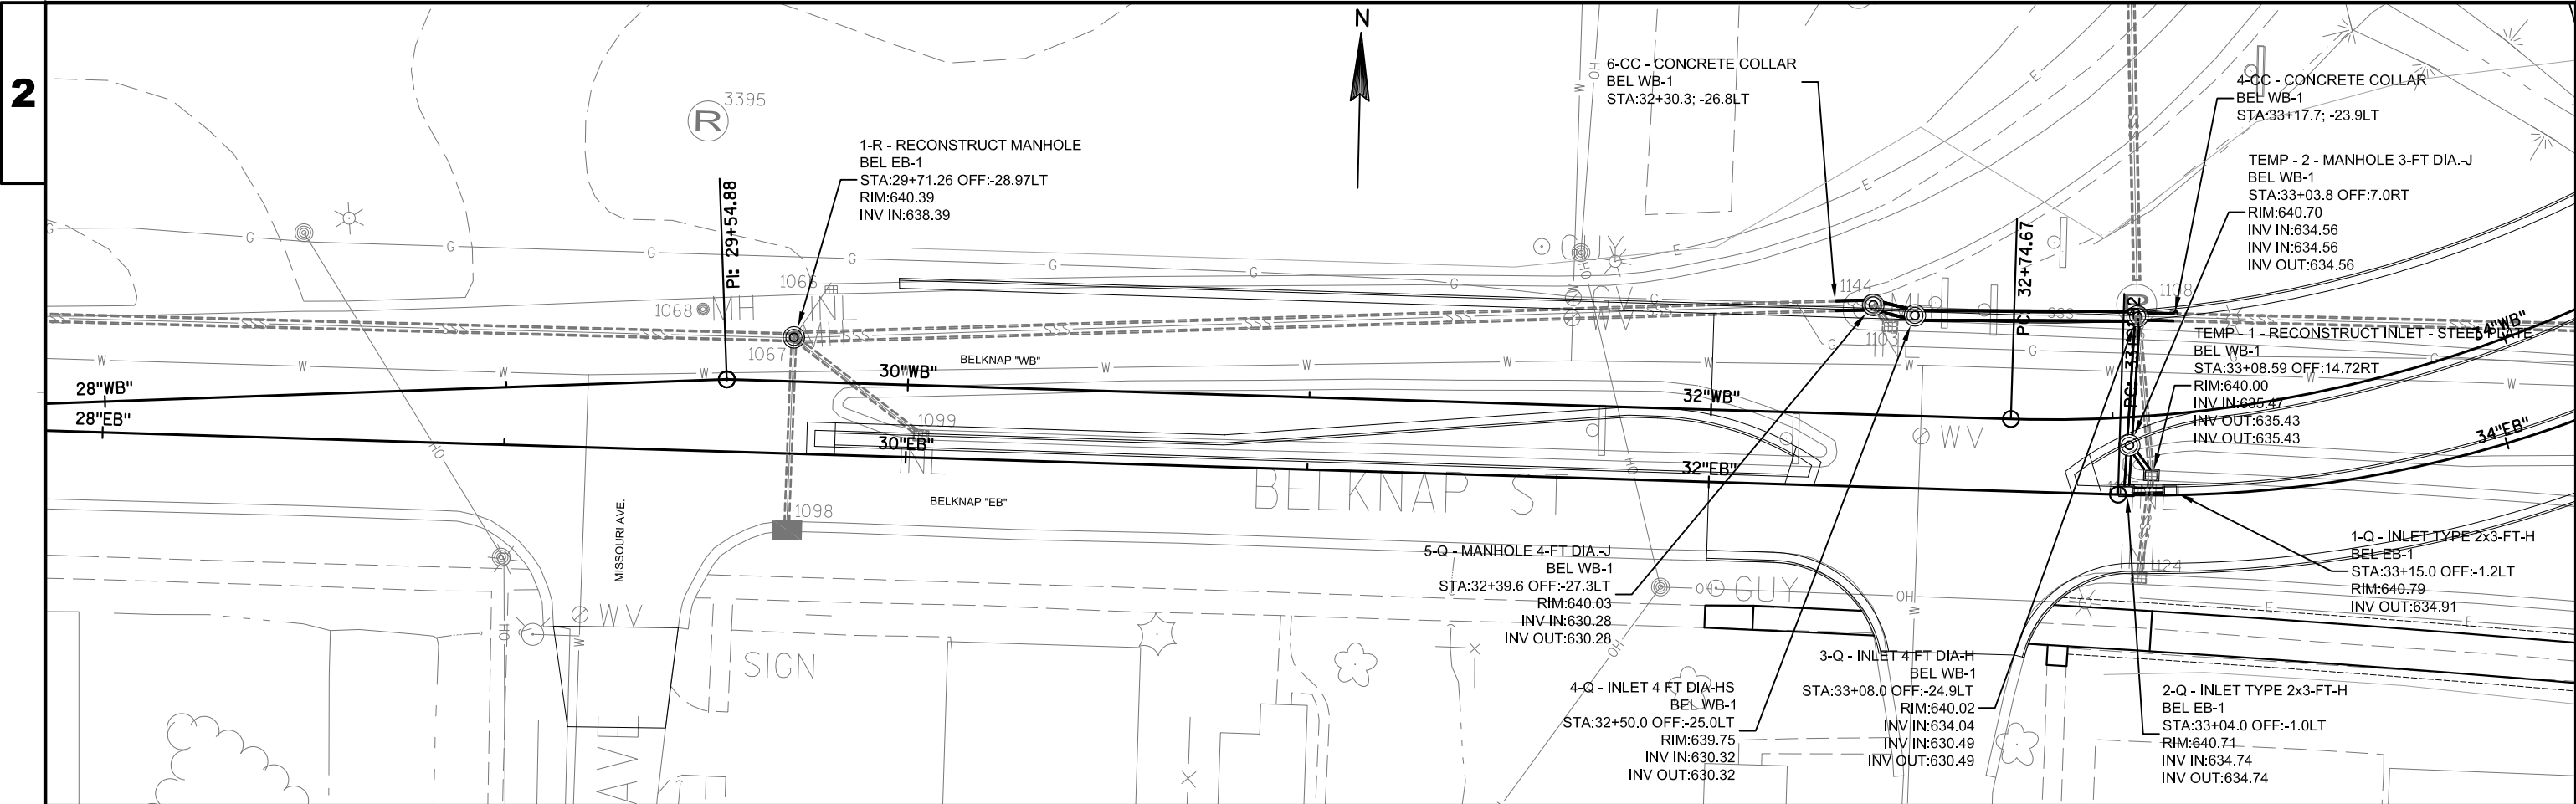 2
N
R
3395
1-R - RECONSTRUCT MANHOLE
BEL EB-1
STA:29+71.26 OFF:-28.97LT
RIM:640.39
INV IN:638.39
6-CC - CONCRETE COLLAR
BEL WB-1
STA:32+30.3; -26.8LT
4-CC - CONCRETE COLLAR
BEL WB-1
STA:33+17.7; -23.9LT
TEMP - 2 - MANHOLE 3-FT DIA.-J
BEL WB-1
STA:33+03.8 OFF:7.0RT
RIM:640.70
INV IN:634.56
INV IN:634.56
INV OUT:634.56
TEMP - 1 - RECONSTRUCT INLET - STEEL PLATE
BEL WB-1
STA:33+08.59 OFF:14.72RT
RIM:640.00
INV IN:635.47
INV OUT:635.43
INV OUT:635.43
PI: 29+54.88
PC: 32+74.67
1066
INL
1068
MH
1067
MH
GUY
GV
1144
1103
INL
1108
BELKNAP "WB"
28"WB"
30"WB"
32"WB"
34"WB"
28"EB"
30"EB"
32"EB"
34"EB"
1099
INL
WV
BELKNAP "EB"
BELKNAP ST
1098
MISSOURI AVE.
WV
GUY
INL
1124
SIGN
AVE
5-Q - MANHOLE 4-FT DIA.-J
BEL WB-1
STA:32+39.6 OFF:-27.3LT
RIM:640.03
INV IN:630.28
INV OUT:630.28
4-Q - INLET 4 FT DIA-HS
BEL WB-1
STA:32+50.0 OFF:-25.0LT
RIM:639.75
INV IN:630.32
INV OUT:630.32
3-Q - INLET 4 FT DIA-H
BEL WB-1
STA:33+08.0 OFF:-24.9LT
RIM:640.02
INV IN:634.04
INV IN:630.49
INV OUT:630.49
1-Q - INLET TYPE 2x3-FT-H
BEL EB-1
STA:33+15.0 OFF:-1.2LT
RIM:640.79
INV OUT:634.91
2-Q - INLET TYPE 2x3-FT-H
BEL EB-1
STA:33+04.0 OFF:-1.0LT
RIM:640.71
INV IN:634.74
INV OUT:634.74